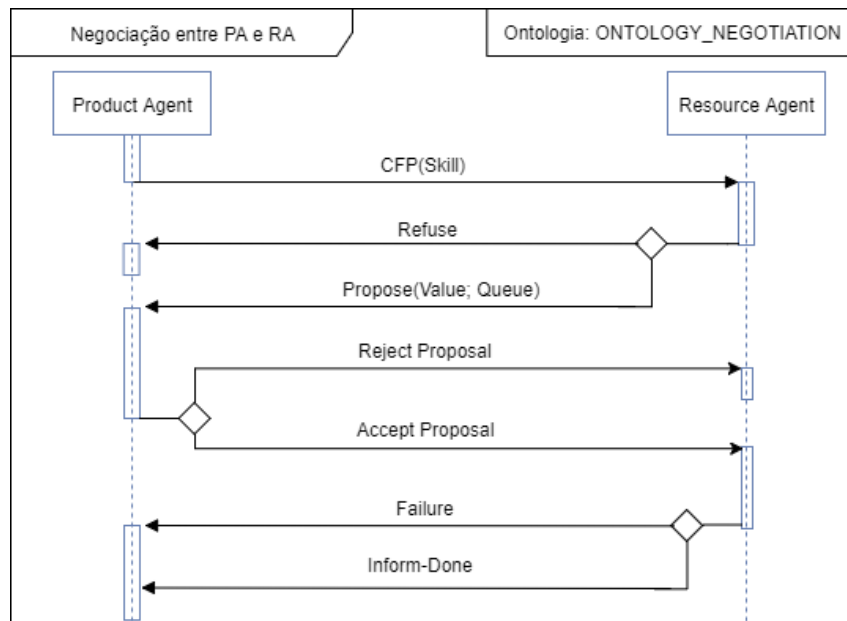 Negociação entre PA e RA
Ontologia: ONTOLOGY_NEGOTIATION
Product Agent
Resource Agent
CFP(Skill)
Refuse
Propose(Value; Queue)
Reject Proposal
Accept Proposal
Failure
Inform-Done